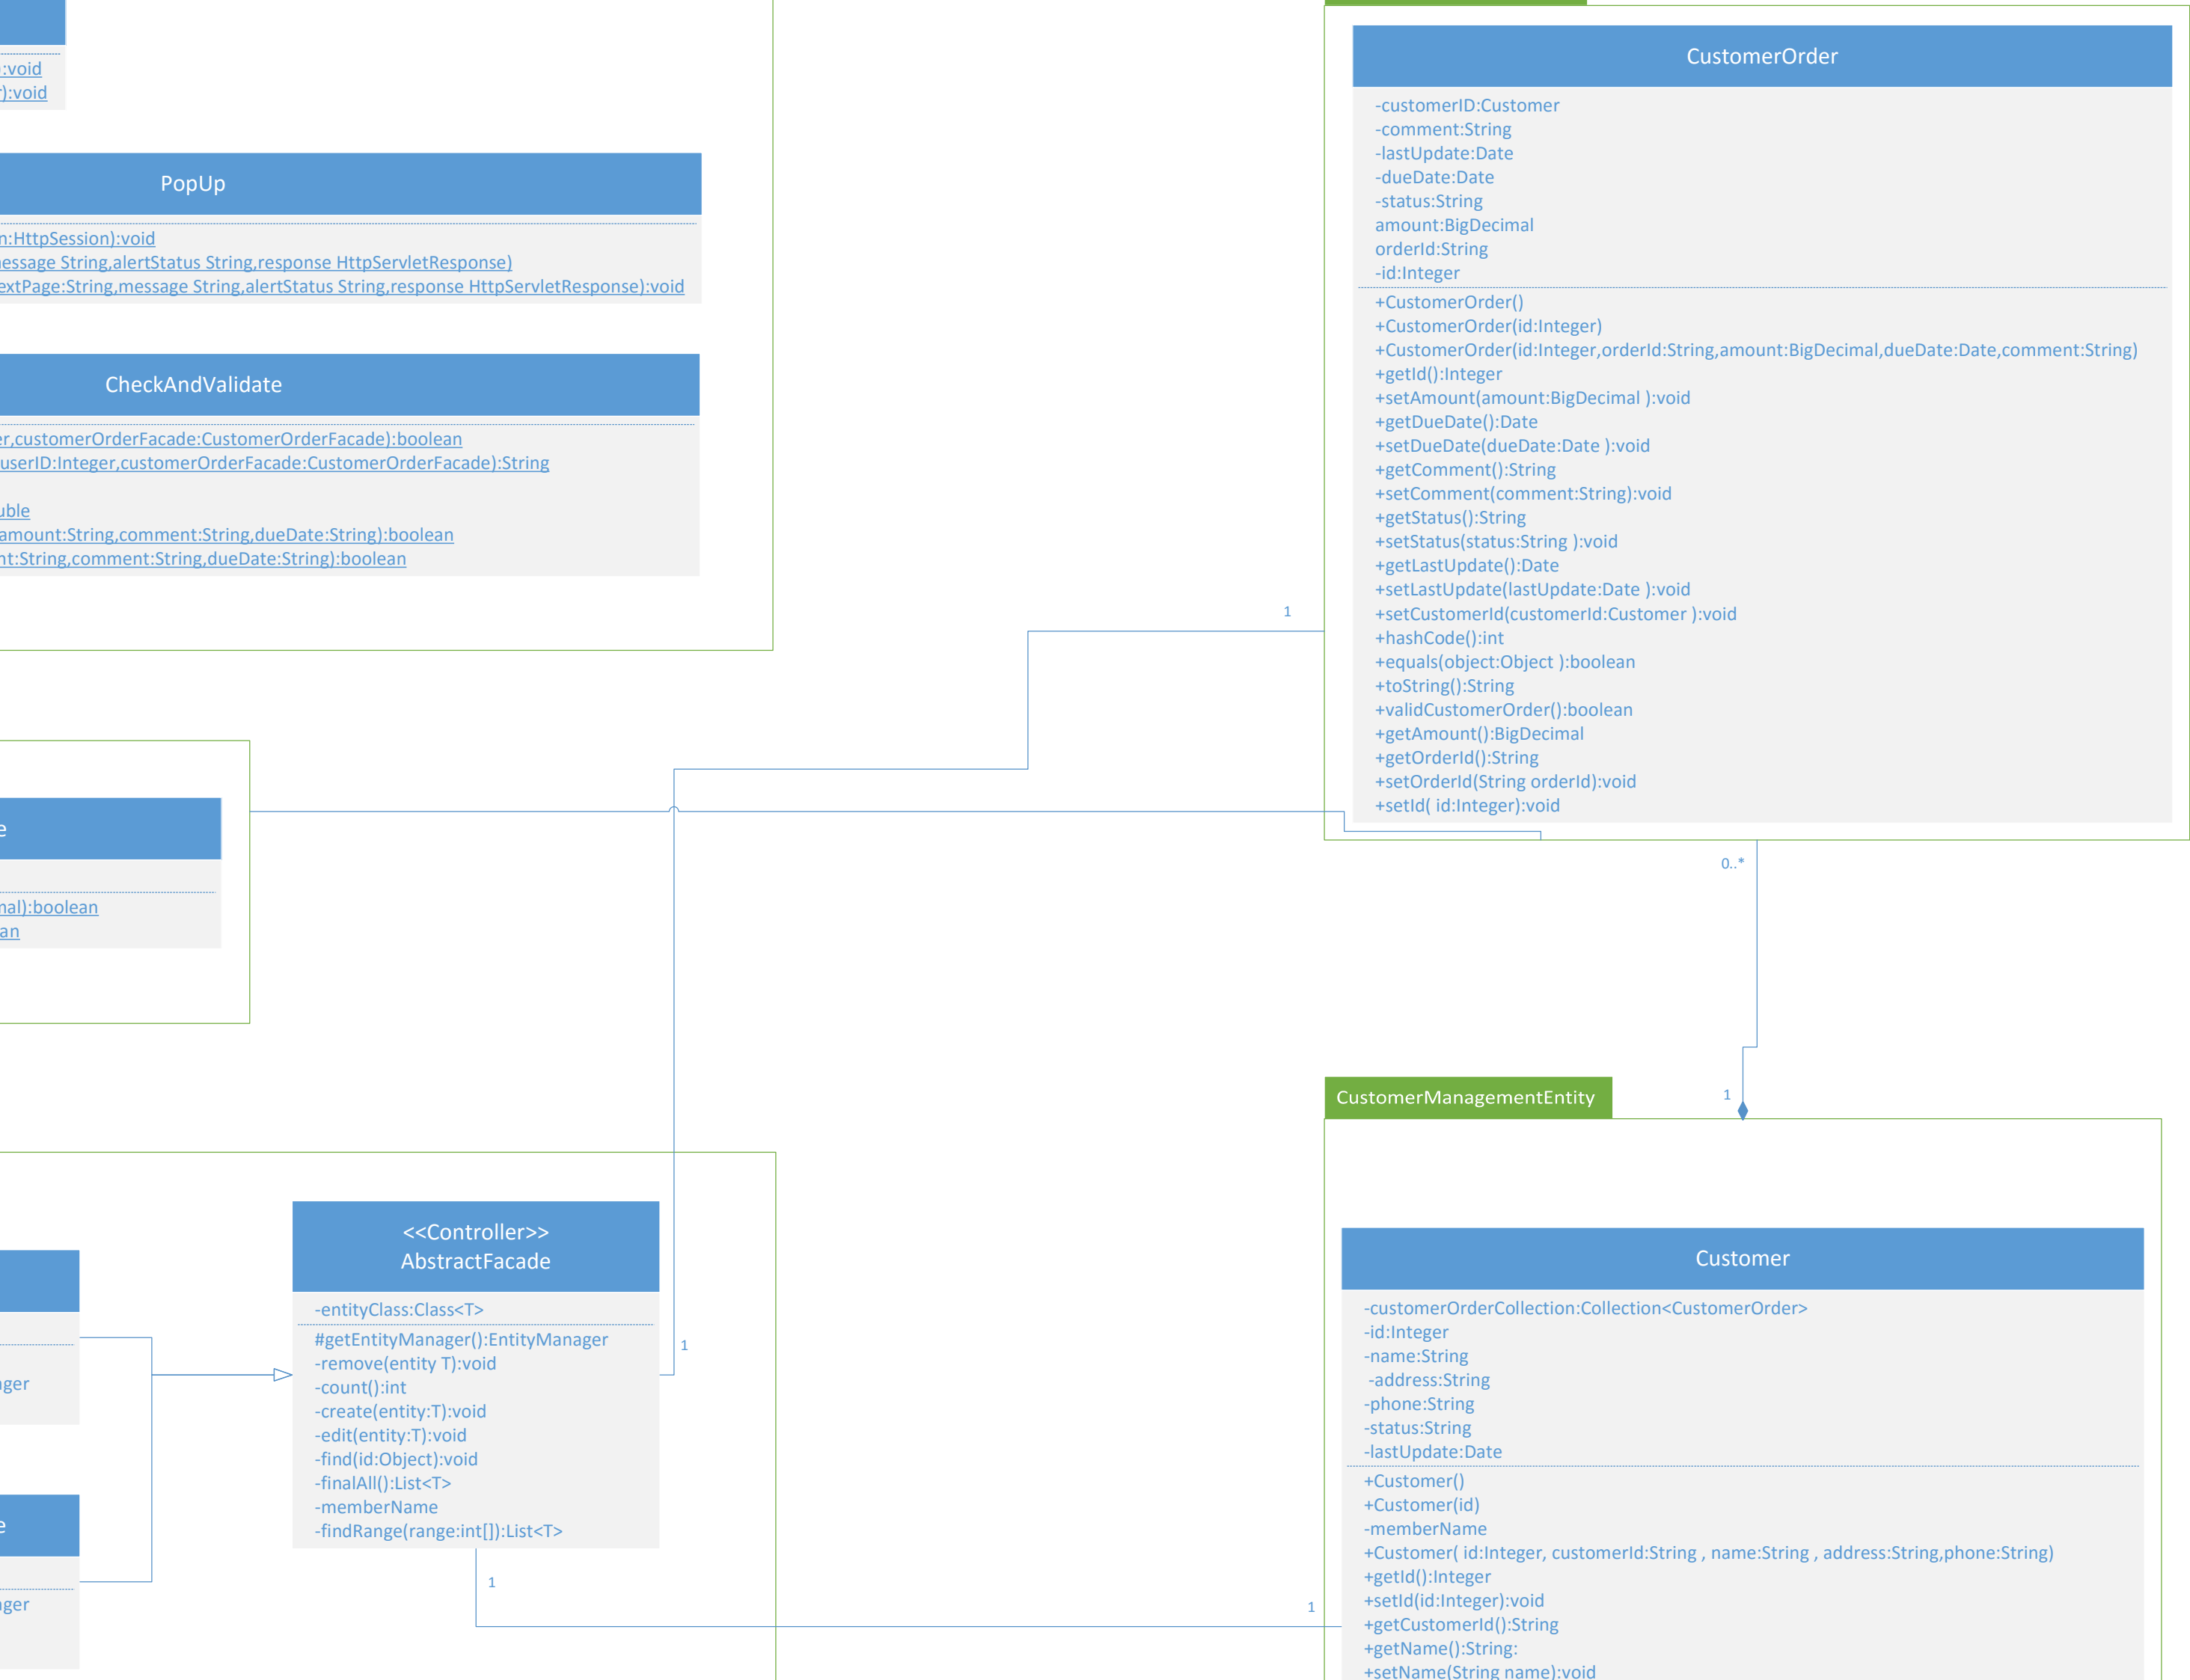 :void
):void
PopUp
n:HttpSession):void
essage String,alertStatus String,response HttpServletResponse)
extPage:String,message String,alertStatus String,response HttpServletResponse):void
CheckAndValidate
er,customerOrderFacade:CustomerOrderFacade):boolean
userID:Integer,customerOrderFacade:CustomerOrderFacade):String
uble
amount:String,comment:String,dueDate:String):boolean
nt:String,comment:String,dueDate:String):boolean
CustomerOrder
-customerID:Customer
-comment:String
-lastUpdate:Date
-dueDate:Date
-status:String
amount:BigDecimal
orderId:String
-id:Integer
+CustomerOrder()
+CustomerOrder(id:Integer)
+CustomerOrder(id:Integer,orderId:String,amount:BigDecimal,dueDate:Date,comment:String)
+getId():Integer
+setAmount(amount:BigDecimal ):void
+getDueDate():Date
+setDueDate(dueDate:Date ):void
+getComment():String
+setComment(comment:String):void
+getStatus():String
+setStatus(status:String ):void
+getLastUpdate():Date
+setLastUpdate(lastUpdate:Date ):void
+setCustomerId(customerId:Customer ):void
+hashCode():int
+equals(object:Object ):boolean
+toString():String
+validCustomerOrder():boolean
+getAmount():BigDecimal
+getOrderId():String
+setOrderId(String orderId):void
+setId( id:Integer):void
1
0..*
e
nal):boolean
an
1
CustomerManagementEntity
<<Controller>>
AbstractFacade
-entityClass:Class<T>
#getEntityManager():EntityManager
-remove(entity T):void
-count():int
-create(entity:T):void
-edit(entity:T):void
-find(id:Object):void
-finalAll():List<T>
-memberName
-findRange(range:int[]):List<T>
1
1
1
ager
e
ager
Customer
-customerOrderCollection:Collection<CustomerOrder>
-id:Integer
-name:String
-address:String
-phone:String
-status:String
-lastUpdate:Date
+Customer()
+Customer(id)
-memberName
+Customer( id:Integer, customerId:String , name:String , address:String,phone:String)
+getId():Integer
+setId(id:Integer):void
+getCustomerId():String
+getName():String:
+setName(String name):void